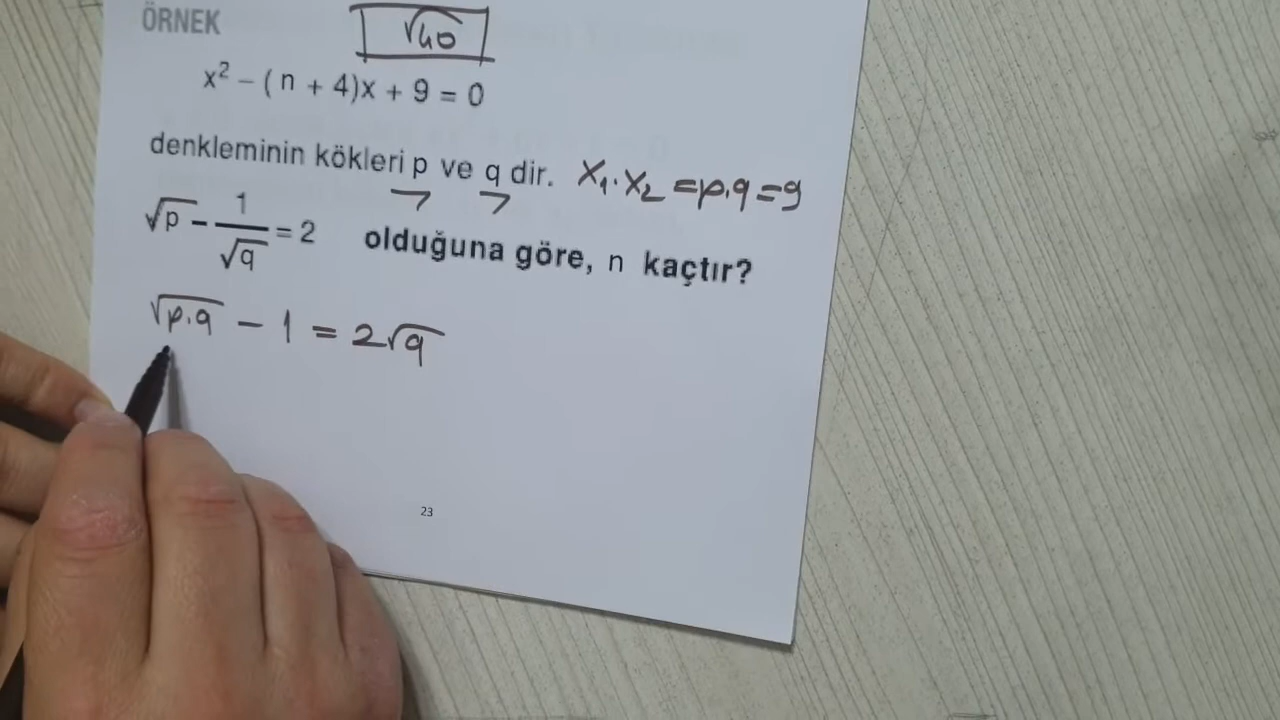 ÖRNEK
√40
x² – ( n + 4)x + 9 = 0
denkleminin kökleri p ve q dir. x₁.x₂ = p.q = 9
√p – 1/√q = 2 olduğuna göre, n kaçtır?
√p.q – 1 = 2√q
23